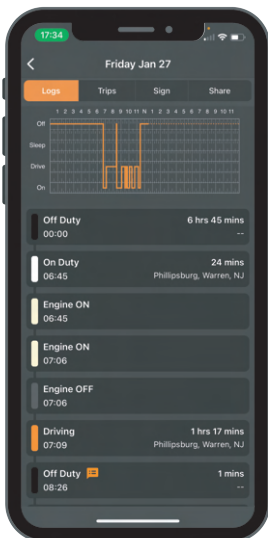 17:34
Friday Jan 27
Logs Trips Sign Share
1 2 3 4 5 6 7 8 9 10 11 N 1 2 3 4 5 6 7 8 9 10 11
Off
Sleep
Drive
On
Off Duty 6 hrs 45 mins
00:00 --
On Duty 24 mins
06:45 Phillipsburg, Warren, NJ
Engine ON
06:45
Engine ON
07:06
Engine OFF
07:06
Driving 1 hrs 17 mins
07:09 Phillipsburg, Warren, NJ
Off Duty 1 mins
08:26 --